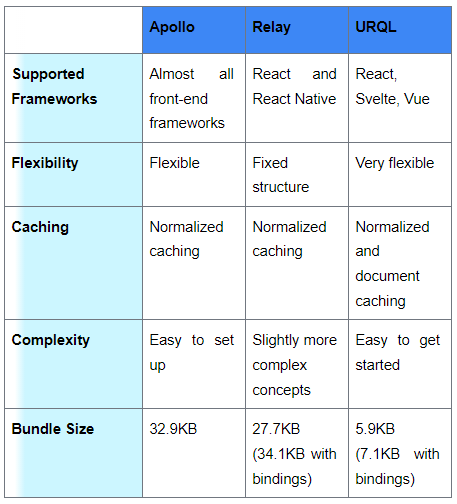 Apollo Relay URQL
Supported Frameworks
Almost all front-end frameworks
React and React Native
React, Svelte, Vue
Flexibility
Flexible
Fixed structure
Very flexible
Caching
Normalized caching
Normalized caching
Normalized and document caching
Complexity
Easy to set up
Slightly more complex concepts
Easy to get started
Bundle Size
32.9KB
27.7KB (34.1KB with bindings)
5.9KB (7.1KB with bindings)